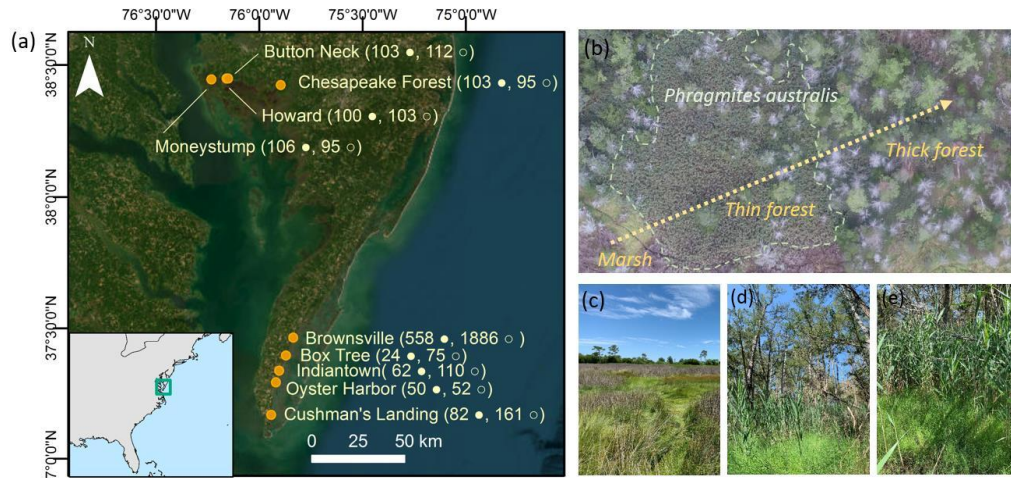 (a)
76°30'0"W 76°0'0"W 75°30'0"W 75°0'0"W
38°30'0"N
38°0'0"N
37°30'0"N
37°0'0"N
N
Button Neck (103 ●, 112 ○)
Chesapeake Forest (103 ●, 95 ○)
Howard (100 ●, 103 ○)
Moneystump (106 ●, 95 ○)
Brownsville (558 ●, 1886 ○)
Box Tree (24 ●, 75 ○)
Indiantown( 62 ●, 110 ○)
Oyster Harbor (50 ●, 52 ○)
Cushman's Landing (82 ●, 161 ○)
0 25 50 km
(b)
Phragmites australis
Thick forest
Thin forest
Marsh
(c)
(d)
(e)